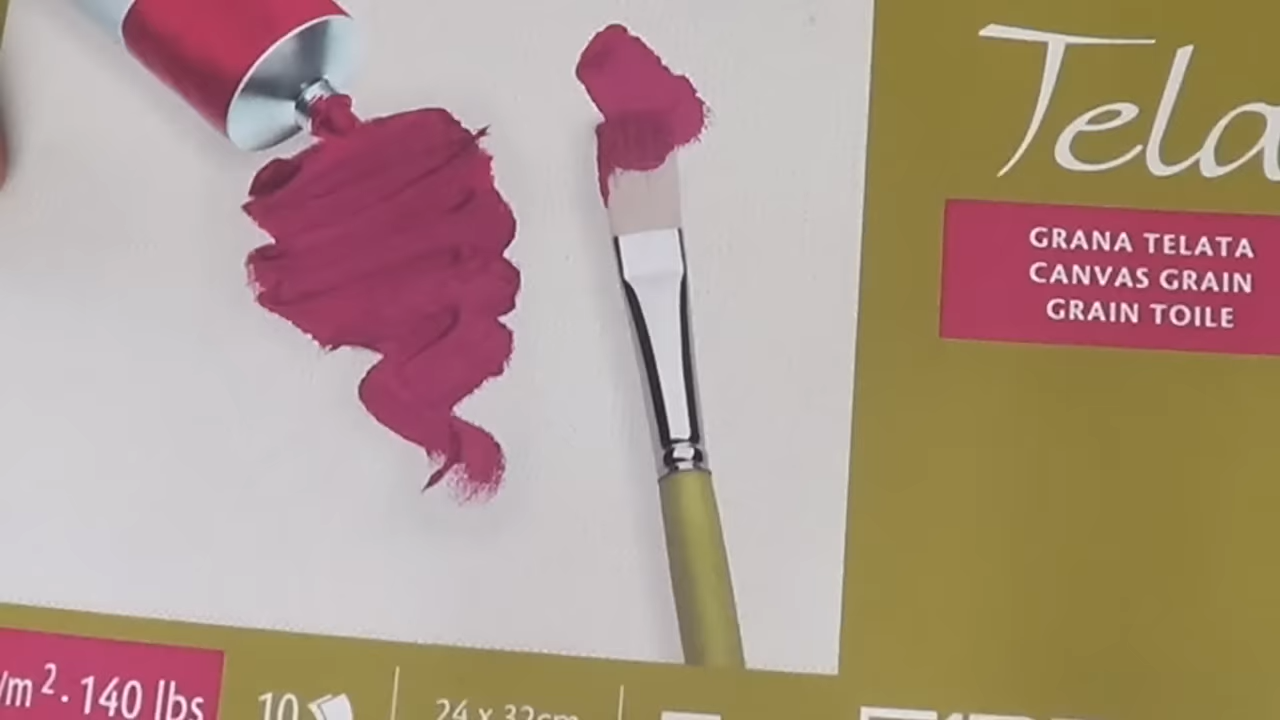 Tela
GRANA TELATA
CANVAS GRAIN
GRAIN TOILE
/m²·140 lbs
10
24 x 32cm